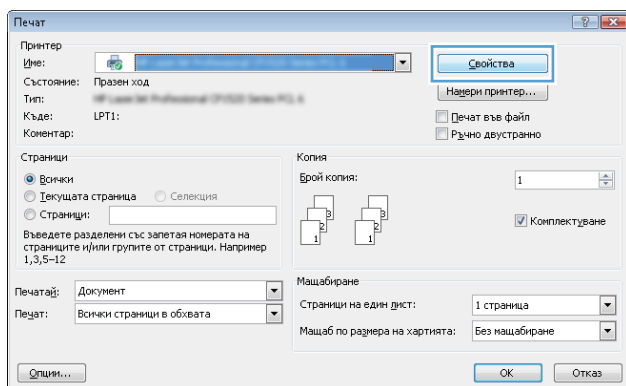 Печат
Принтер
Име:
Свойства
Състояние: Празен ход
Намери принтер...
Тип:
Къде: LPT1:
Печат във файл
Коментар:
Ръчно двустранно
Страници
Всички
Текущата страница Селекция
Страници:
Въведете разделени със запетая номерата на
страниците и/или групите от страници. Например
1,3,5–12
Копия
Брой копия: 1
1 2 3
1 2 3
Комплектуване
Печатай: Документ
Печат: Всички страници в обхвата
Мащабиране
Страници на един лист: 1 страница
Мащаб по размера на хартията: Без мащабиране
Опции...
OK Отказ